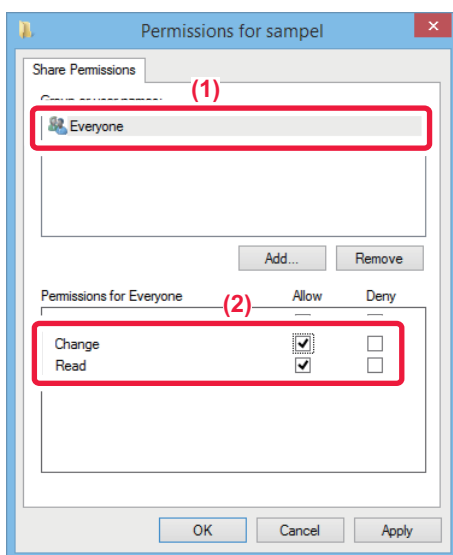 Permissions for sampel
Share Permissions
(1)
Everyone
Add... Remove
Permissions for Everyone Allow Deny
(2)
Change
Read
OK Cancel Apply